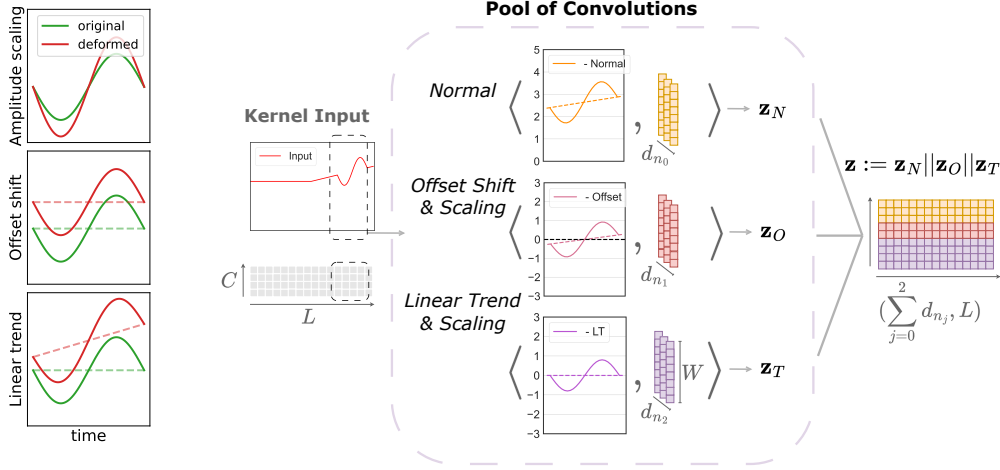 Amplitude scaling
original
deformed
Offset shift
Linear trend
time
Kernel Input
Input
C
L
Pool of Convolutions
Normal
5
4
3
2
1
0
- Normal
,
d_{n_0}
z_N
Offset Shift
& Scaling
3
2
1
0
−1
−2
−3
- Offset
,
d_{n_1}
z_O
Linear Trend
& Scaling
3
2
1
0
−1
−2
−3
- LT
,
W
d_{n_2}
z_T
z := z_N||z_O||z_T
(\sum_{j=0}^{2} d_{n_j}, L)